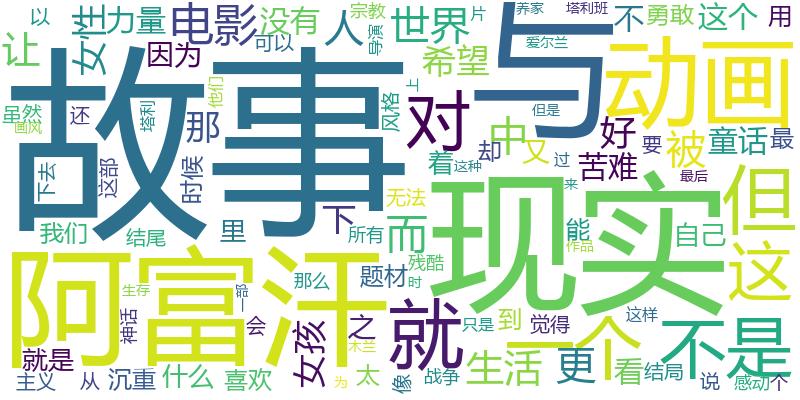 以
力量
电影
没有
人
宗教
导演
世界
片
养家
塔利班
不
勇敢
这个
用
让
女性
因为
可以
希望
爱尔兰
与
动画
虽然
画风
还
塔利
那
他们
故事
风格
上
对
但是
中
又
过
好
要
被
童话
最
下去
这部
时候
着
却
这种
来
苦难
最后
但
我们
结尾
里
下
所有
无法
而
现实
能
作品
自己
这
阿富汗
生存
神话
一部
会
那么
残酷
时
题材
就
只是
到
觉得
一个
这样
不是
就是
女孩
之
木兰
主义
从
沉重
什么
喜欢
为
太
像
战争
生活
更
看
结局
说
感动
个